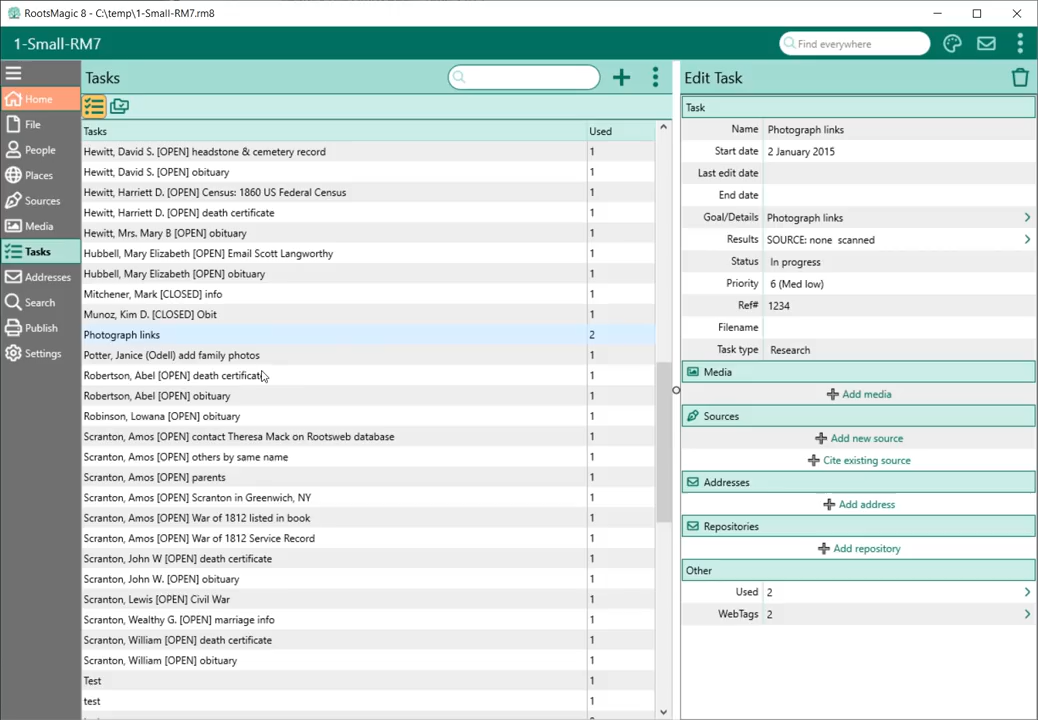 RootsMagic 8 - C:\temp\1-Small-RM7.rm8
1-Small-RM7
Find everywhere
Home
File
People
Places
Sources
Media
Tasks
Addresses
Search
Publish
Settings
Tasks
Tasks Used
Hewitt, David S. [OPEN] headstone & cemetery record 1
Hewitt, David S. [OPEN] obituary 1
Hewitt, Harriett D. [OPEN] Census: 1860 US Federal Census 1
Hewitt, Harriett D. [OPEN] death certificate 1
Hewitt, Mrs. Mary B [OPEN] obituary 1
Hubbell, Mary Elizabeth [OPEN] Email Scott Langworthy 1
Hubbell, Mary Elizabeth [OPEN] obituary 1
Mitchener, Mark [CLOSED] info 1
Munoz, Kim D. [CLOSED] Obit 1
Photograph links 2
Potter, Janice (Odell) add family photos 1
Robertson, Abel [OPEN] death certificate 1
Robertson, Abel [OPEN] obituary 1
Robinson, Lowana [OPEN] obituary 1
Scranton, Amos [OPEN] contact Theresa Mack on Rootsweb database 1
Scranton, Amos [OPEN] others by same name 1
Scranton, Amos [OPEN] parents 1
Scranton, Amos [OPEN] Scranton in Greenwich, NY 1
Scranton, Amos [OPEN] War of 1812 listed in book 1
Scranton, Amos [OPEN] War of 1812 Service Record 1
Scranton, John W [OPEN] death certificate 1
Scranton, John W. [OPEN] obituary 1
Scranton, Lewis [OPEN] Civil War 1
Scranton, Wealthy G. [OPEN] marriage info 1
Scranton, William [OPEN] death certificate 1
Scranton, William [OPEN] obituary 1
Test 1
test 1
Edit Task
Task
Name Photograph links
Start date 2 January 2015
Last edit date
End date
Goal/Details Photograph links
Results SOURCE: none scanned
Status In progress
Priority 6 (Med low)
Ref# 1234
Filename
Task type Research
Media
Add media
Sources
Add new source
Cite existing source
Addresses
Add address
Repositories
Add repository
Other
Used 2
WebTags 2